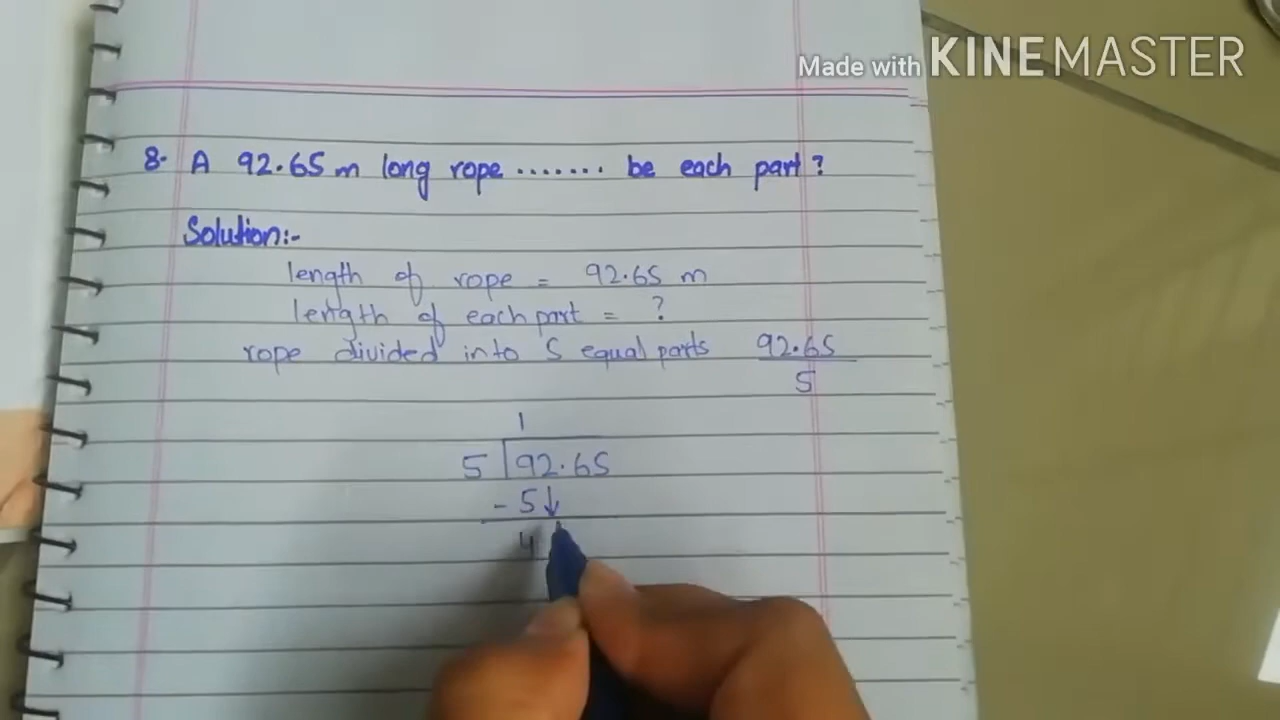 Made with KINEMASTER
8. A 92.65 m long rope ....... be each part?
Solution:-
length of rope = 92.65 m
length of each part = ?
rope divided into 5 equal parts 92.65
5
1
5 92.65
- 5↓
4